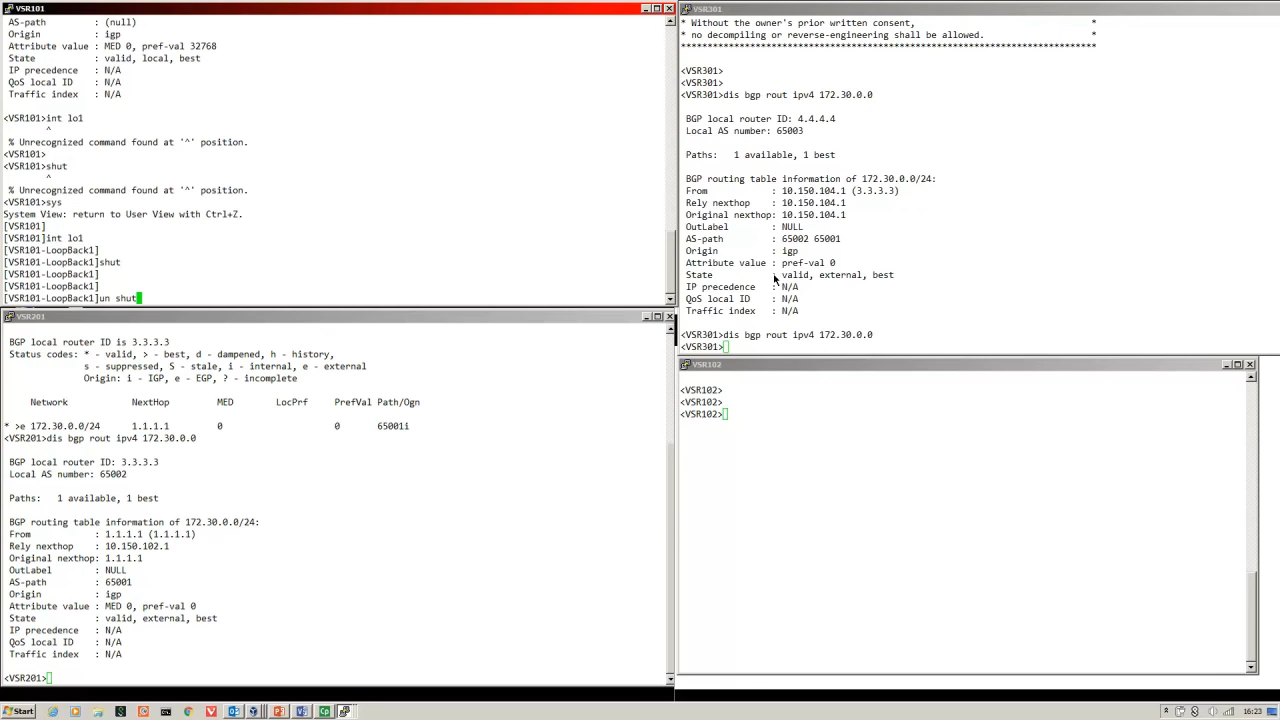 VSR101
AS-path         : (null)
Origin          : igp
Attribute value : MED 0, pref-val 32768
State           : valid, local, best
IP precedence   : N/A
QoS local ID    : N/A
Traffic index   : N/A
<VSR101>int lo1
^
% Unrecognized command found at '^' position.
<VSR101>
<VSR101>shut
^
% Unrecognized command found at '^' position.
<VSR101>sys
System View: return to User View with Ctrl+Z.
[VSR101]
[VSR101]int lo1
[VSR101-LoopBack1]
[VSR101-LoopBack1]shut
[VSR101-LoopBack1]
[VSR101-LoopBack1]
[VSR101-LoopBack1]un shut
VSR301
* Without the owner's prior written consent, *
* no decompiling or reverse-engineering shall be allowed. *
******************************************************************************
<VSR301>
<VSR301>
<VSR301>dis bgp rout ipv4 172.30.0.0
BGP local router ID: 4.4.4.4
Local AS number: 65003
Paths:   1 available, 1 best
BGP routing table information of 172.30.0.0/24:
From            : 10.150.104.1 (3.3.3.3)
Rely nexthop    : 10.150.104.1
Original nexthop: 10.150.104.1
OutLabel        : NULL
AS-path         : 65002 65001
Origin          : igp
Attribute value : pref-val 0
State           : valid, external, best
IP precedence   : N/A
QoS local ID    : N/A
Traffic index   : N/A
<VSR301>dis bgp rout ipv4 172.30.0.0
<VSR301>
VSR201
BGP local router ID is 3.3.3.3
Status codes: * - valid, > - best, d - dampened, h - history,
s - suppressed, S - stale, i - internal, e - external
Origin: i - IGP, e - EGP, ? - incomplete
Network            NextHop         MED        LocPrf     PrefVal Path/Ogn
* >e 172.30.0.0/24      1.1.1.1         0                     0       65001i
<VSR201>dis bgp rout ipv4 172.30.0.0
BGP local router ID: 3.3.3.3
Local AS number: 65002
Paths:   1 available, 1 best
BGP routing table information of 172.30.0.0/24:
From            : 1.1.1.1 (1.1.1.1)
Rely nexthop    : 10.150.102.1
Original nexthop: 1.1.1.1
OutLabel        : NULL
AS-path         : 65001
Origin          : igp
Attribute value : MED 0, pref-val 0
State           : valid, external, best
IP precedence   : N/A
QoS local ID    : N/A
Traffic index   : N/A
<VSR201>
VSR102
<VSR102>
<VSR102>
<VSR102>
Start
16:23